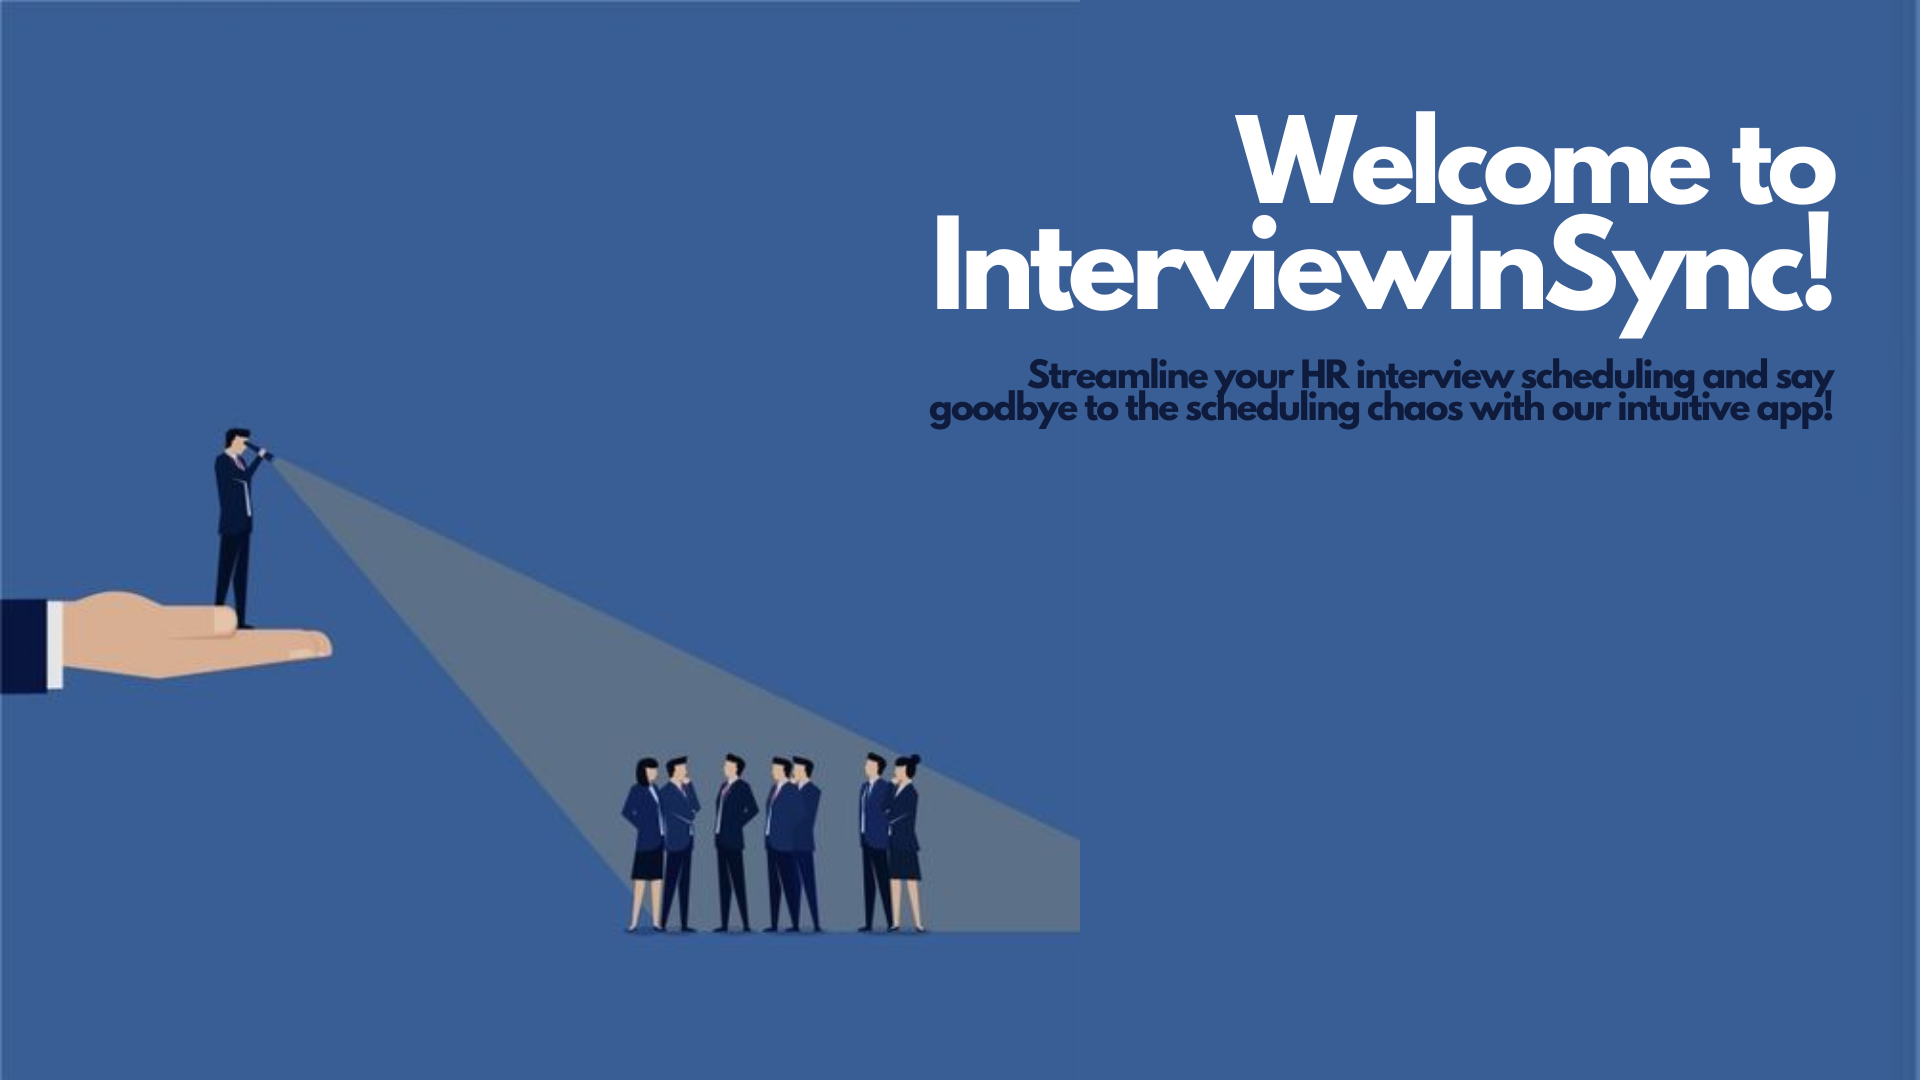 Welcome to
InterviewInSync!
Streamline your HR interview scheduling and say
goodbye to the scheduling chaos with our intuitive app!